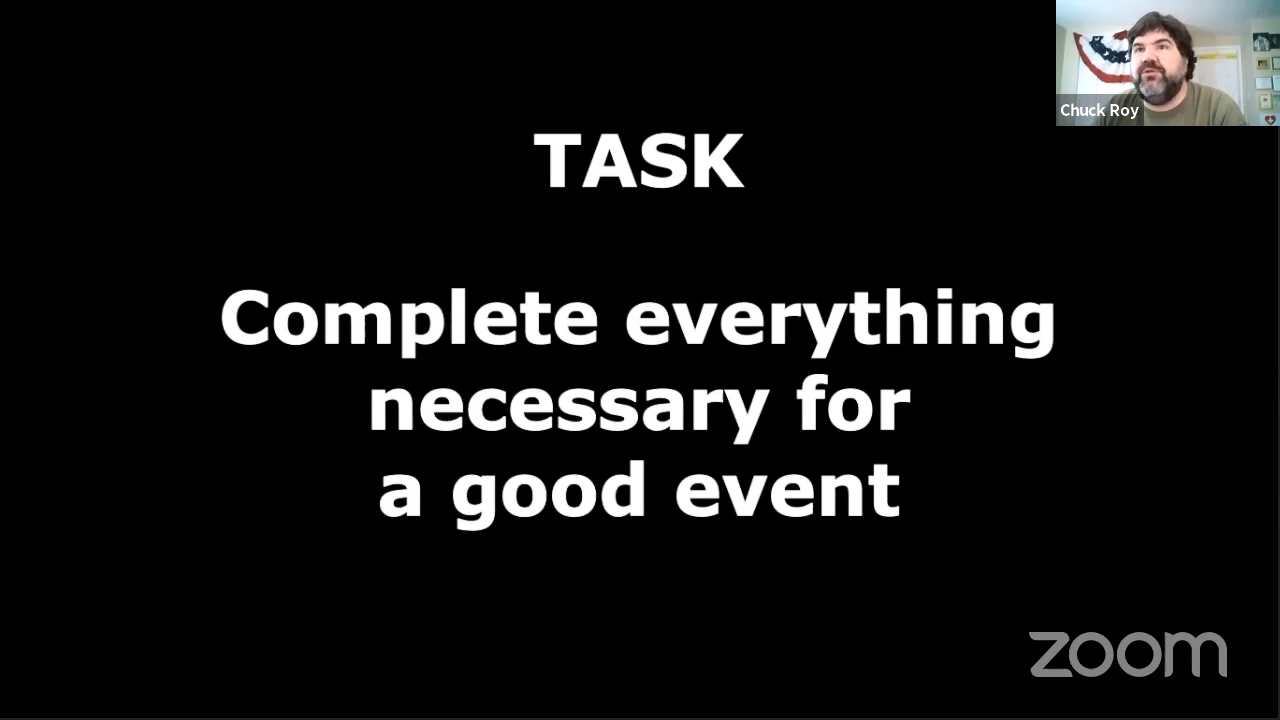 Chuck Roy
TASK
Complete everything
necessary for
a good event
zoom